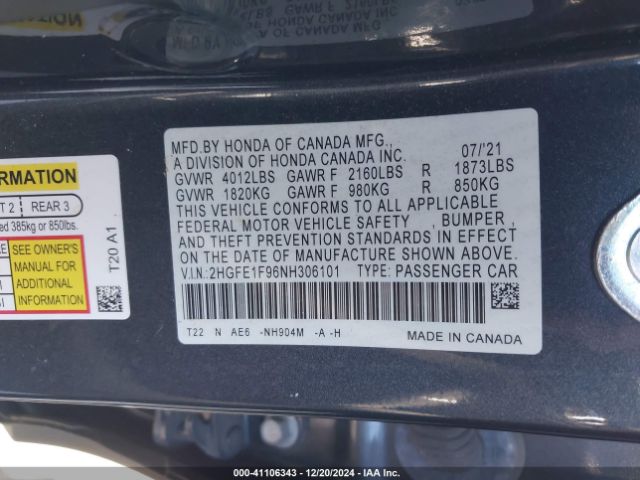 MFD.BY HONDA OF CANADA MFG., 07/'21
A DIVISION OF HONDA CANADA INC.
GVWR 4012LBS GAWR F 2160LBS R 1873LBS
GVWR 1820KG GAWR F 980KG R 850KG
THIS VEHICLE CONFORMS TO ALL APPLICABLE
FEDERAL MOTOR VEHICLE SAFETY , BUMPER ,
AND THEFT PREVENTION STANDARDS IN EFFECT
ON THE DATE OF MANUFACTURE SHOWN ABOVE.
V.I.N.: 2HGFE1F96NH306101 TYPE: PASSENGER CAR
T22 N AE6 -NH904M -A -H
MADE IN CANADA
FORMATION
T 2 REAR 3
ed 385kg or 850lbs.
SEE OWNER'S
MANUAL FOR
ADDITIONAL
INFORMATION
T20 A1
000-41106343 — 12/20/2024 — IAA Inc.